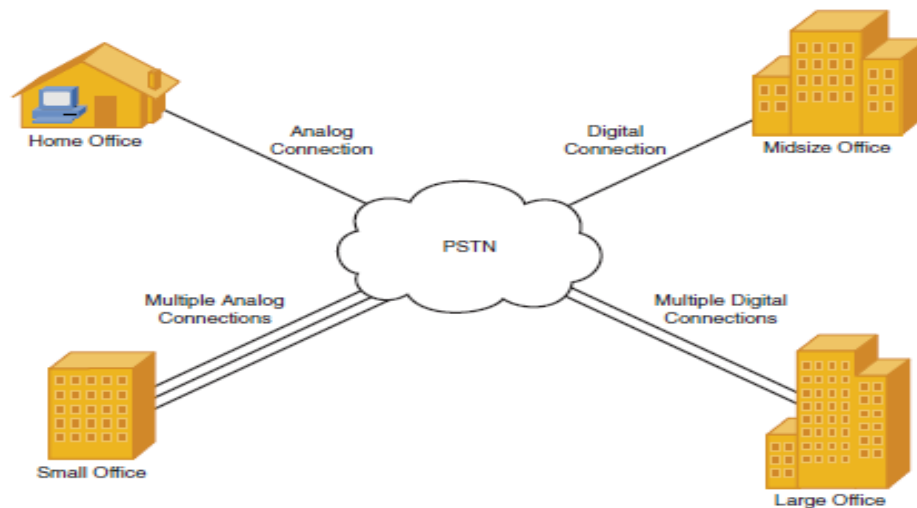 Home Office
Analog
Connection
Digital
Connection
Midsize Office
PSTN
Multiple Analog
Connections
Multiple Digital
Connections
Small Office
Large Office